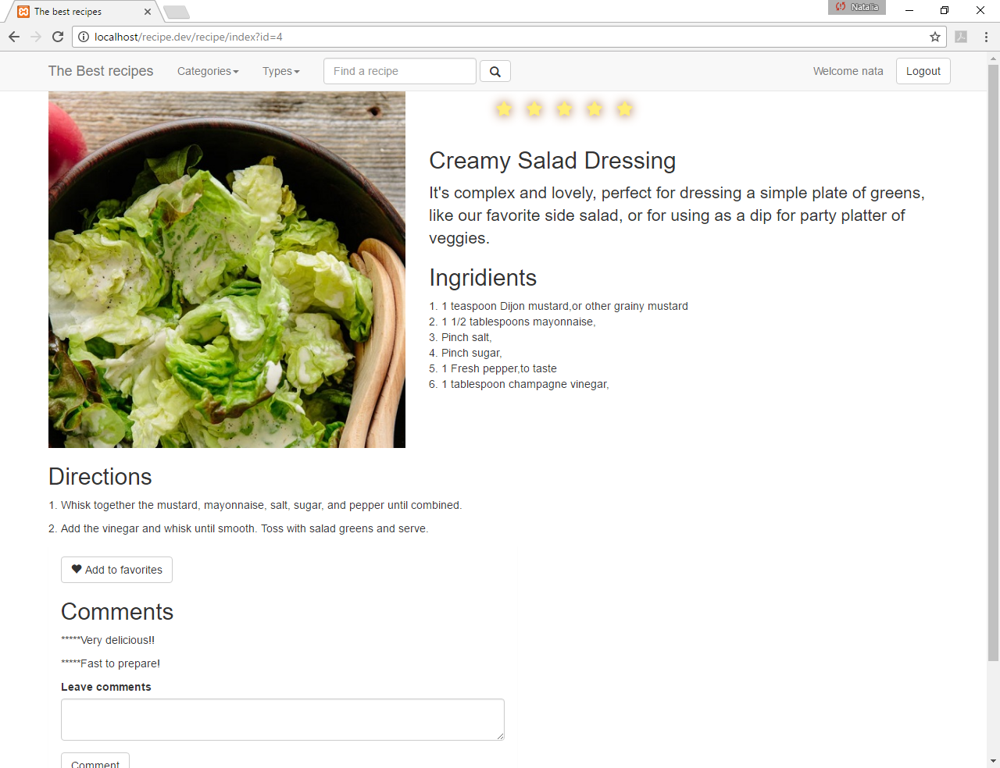 The best recipes
Natalia
localhost/recipe.dev/recipe/index?id=4
The Best recipes Categories Types Find a recipe Welcome nata Logout
Creamy Salad Dressing
It's complex and lovely, perfect for dressing a simple plate of greens,
like our favorite side salad, or for using as a dip for party platter of
veggies.
Ingridients
1. 1 teaspoon Dijon mustard,or other grainy mustard
2. 1 1/2 tablespoons mayonnaise,
3. Pinch salt,
4. Pinch sugar,
5. 1 Fresh pepper,to taste
6. 1 tablespoon champagne vinegar,
Directions
1. Whisk together the mustard, mayonnaise, salt, sugar, and pepper until combined.
2. Add the vinegar and whisk until smooth. Toss with salad greens and serve.
Add to favorites
Comments
*****Very delicious!!
*****Fast to prepare!
Leave comments
Comment